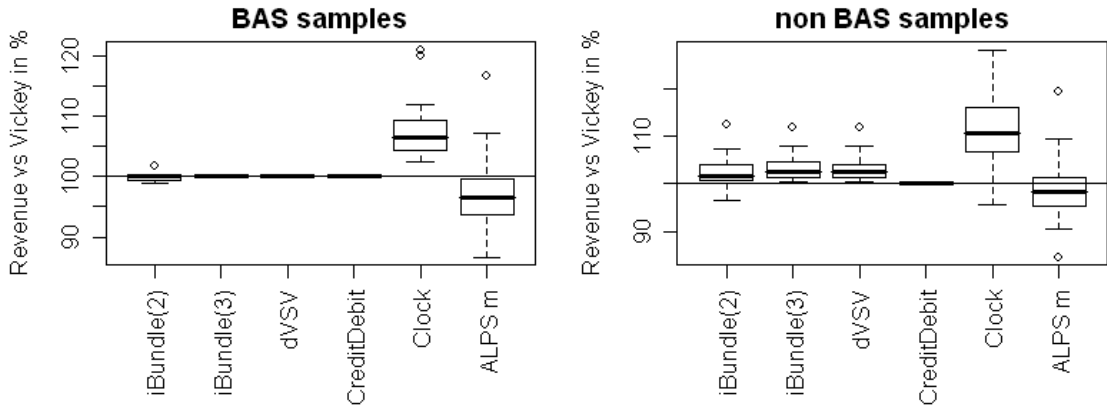 BAS samples
Revenue vs Vickey in %
120
110
100
90
iBundle(2)
iBundle(3)
dVSV
CreditDebit
Clock
ALPS m
non BAS samples
Revenue vs Vickey in %
110
90
iBundle(2)
iBundle(3)
dVSV
CreditDebit
Clock
ALPS m